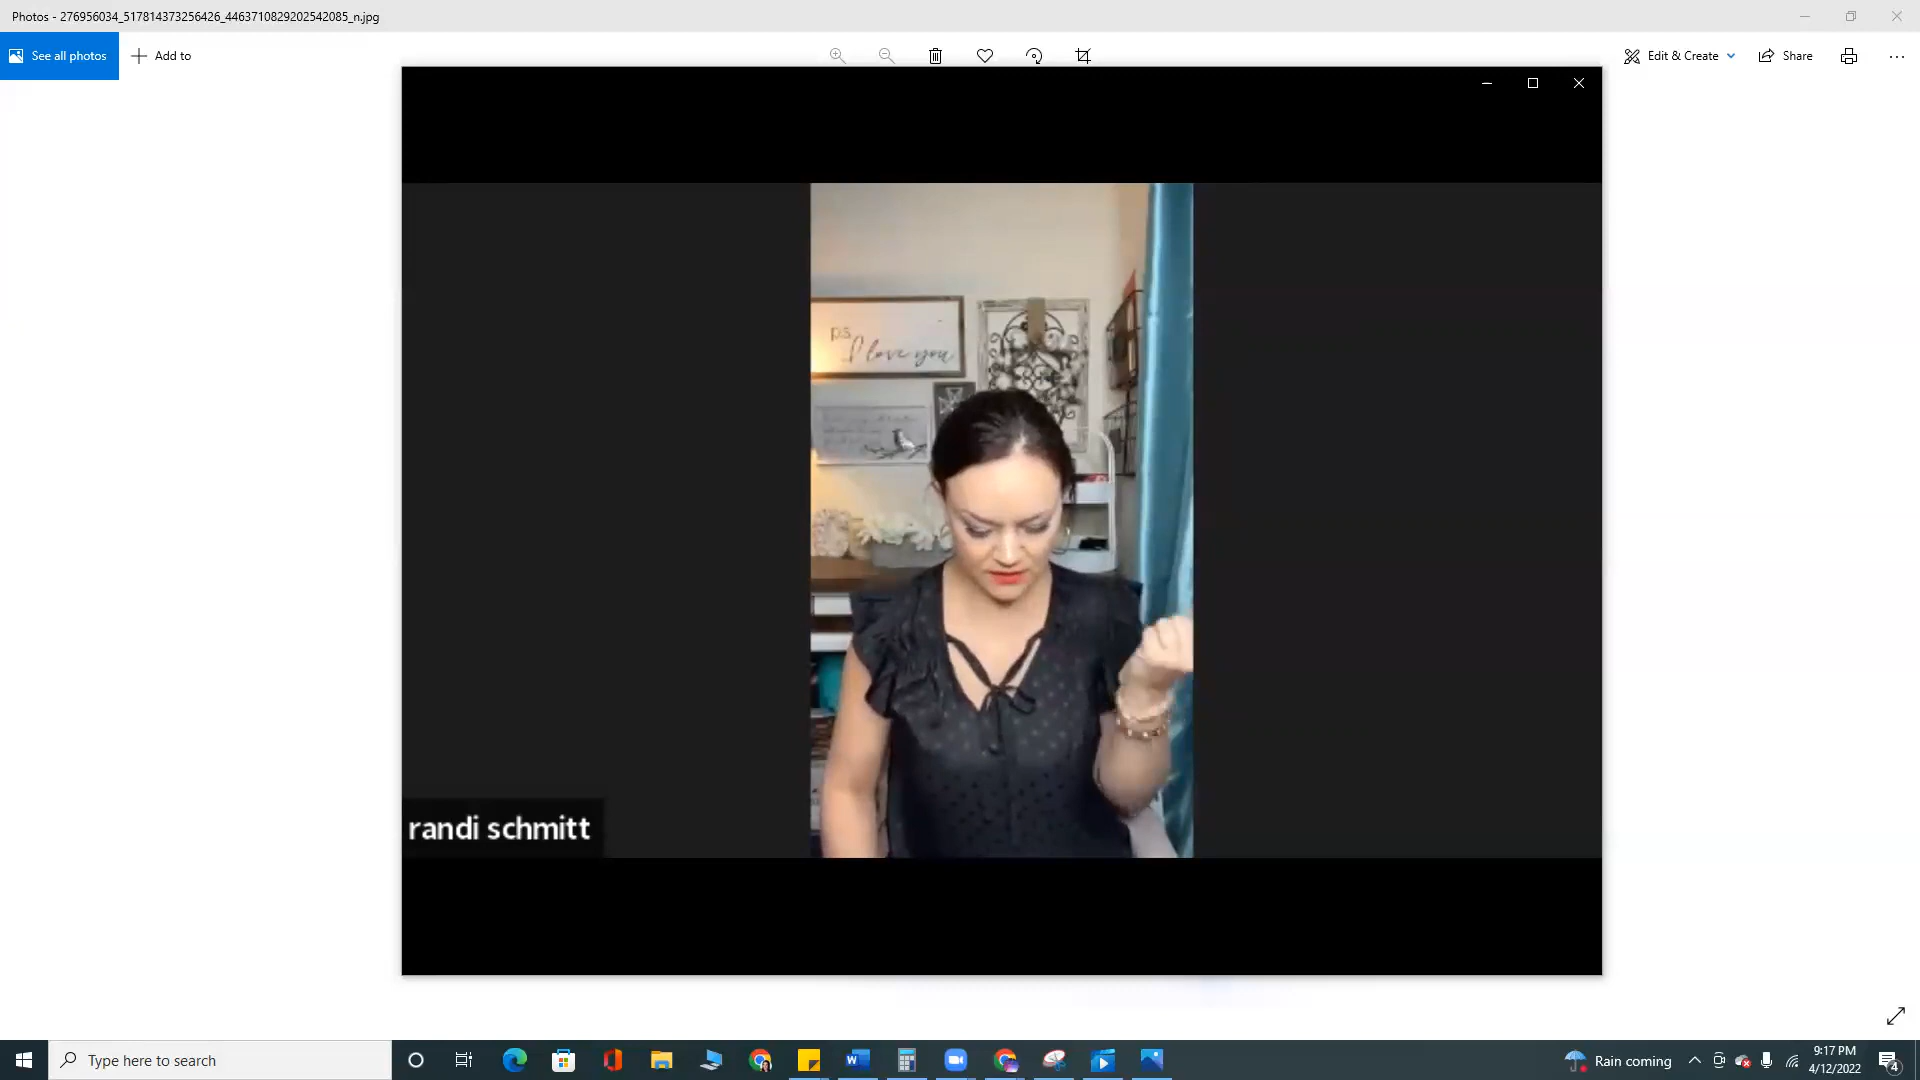 Photos - 276956034_517814373256426_4463710829202542085_n.jpg
See all photos
Add to
Edit & Create
Share
p.s.
I love you
randi schmitt
Type here to search
Rain coming
9:17 PM
4/12/2022
4